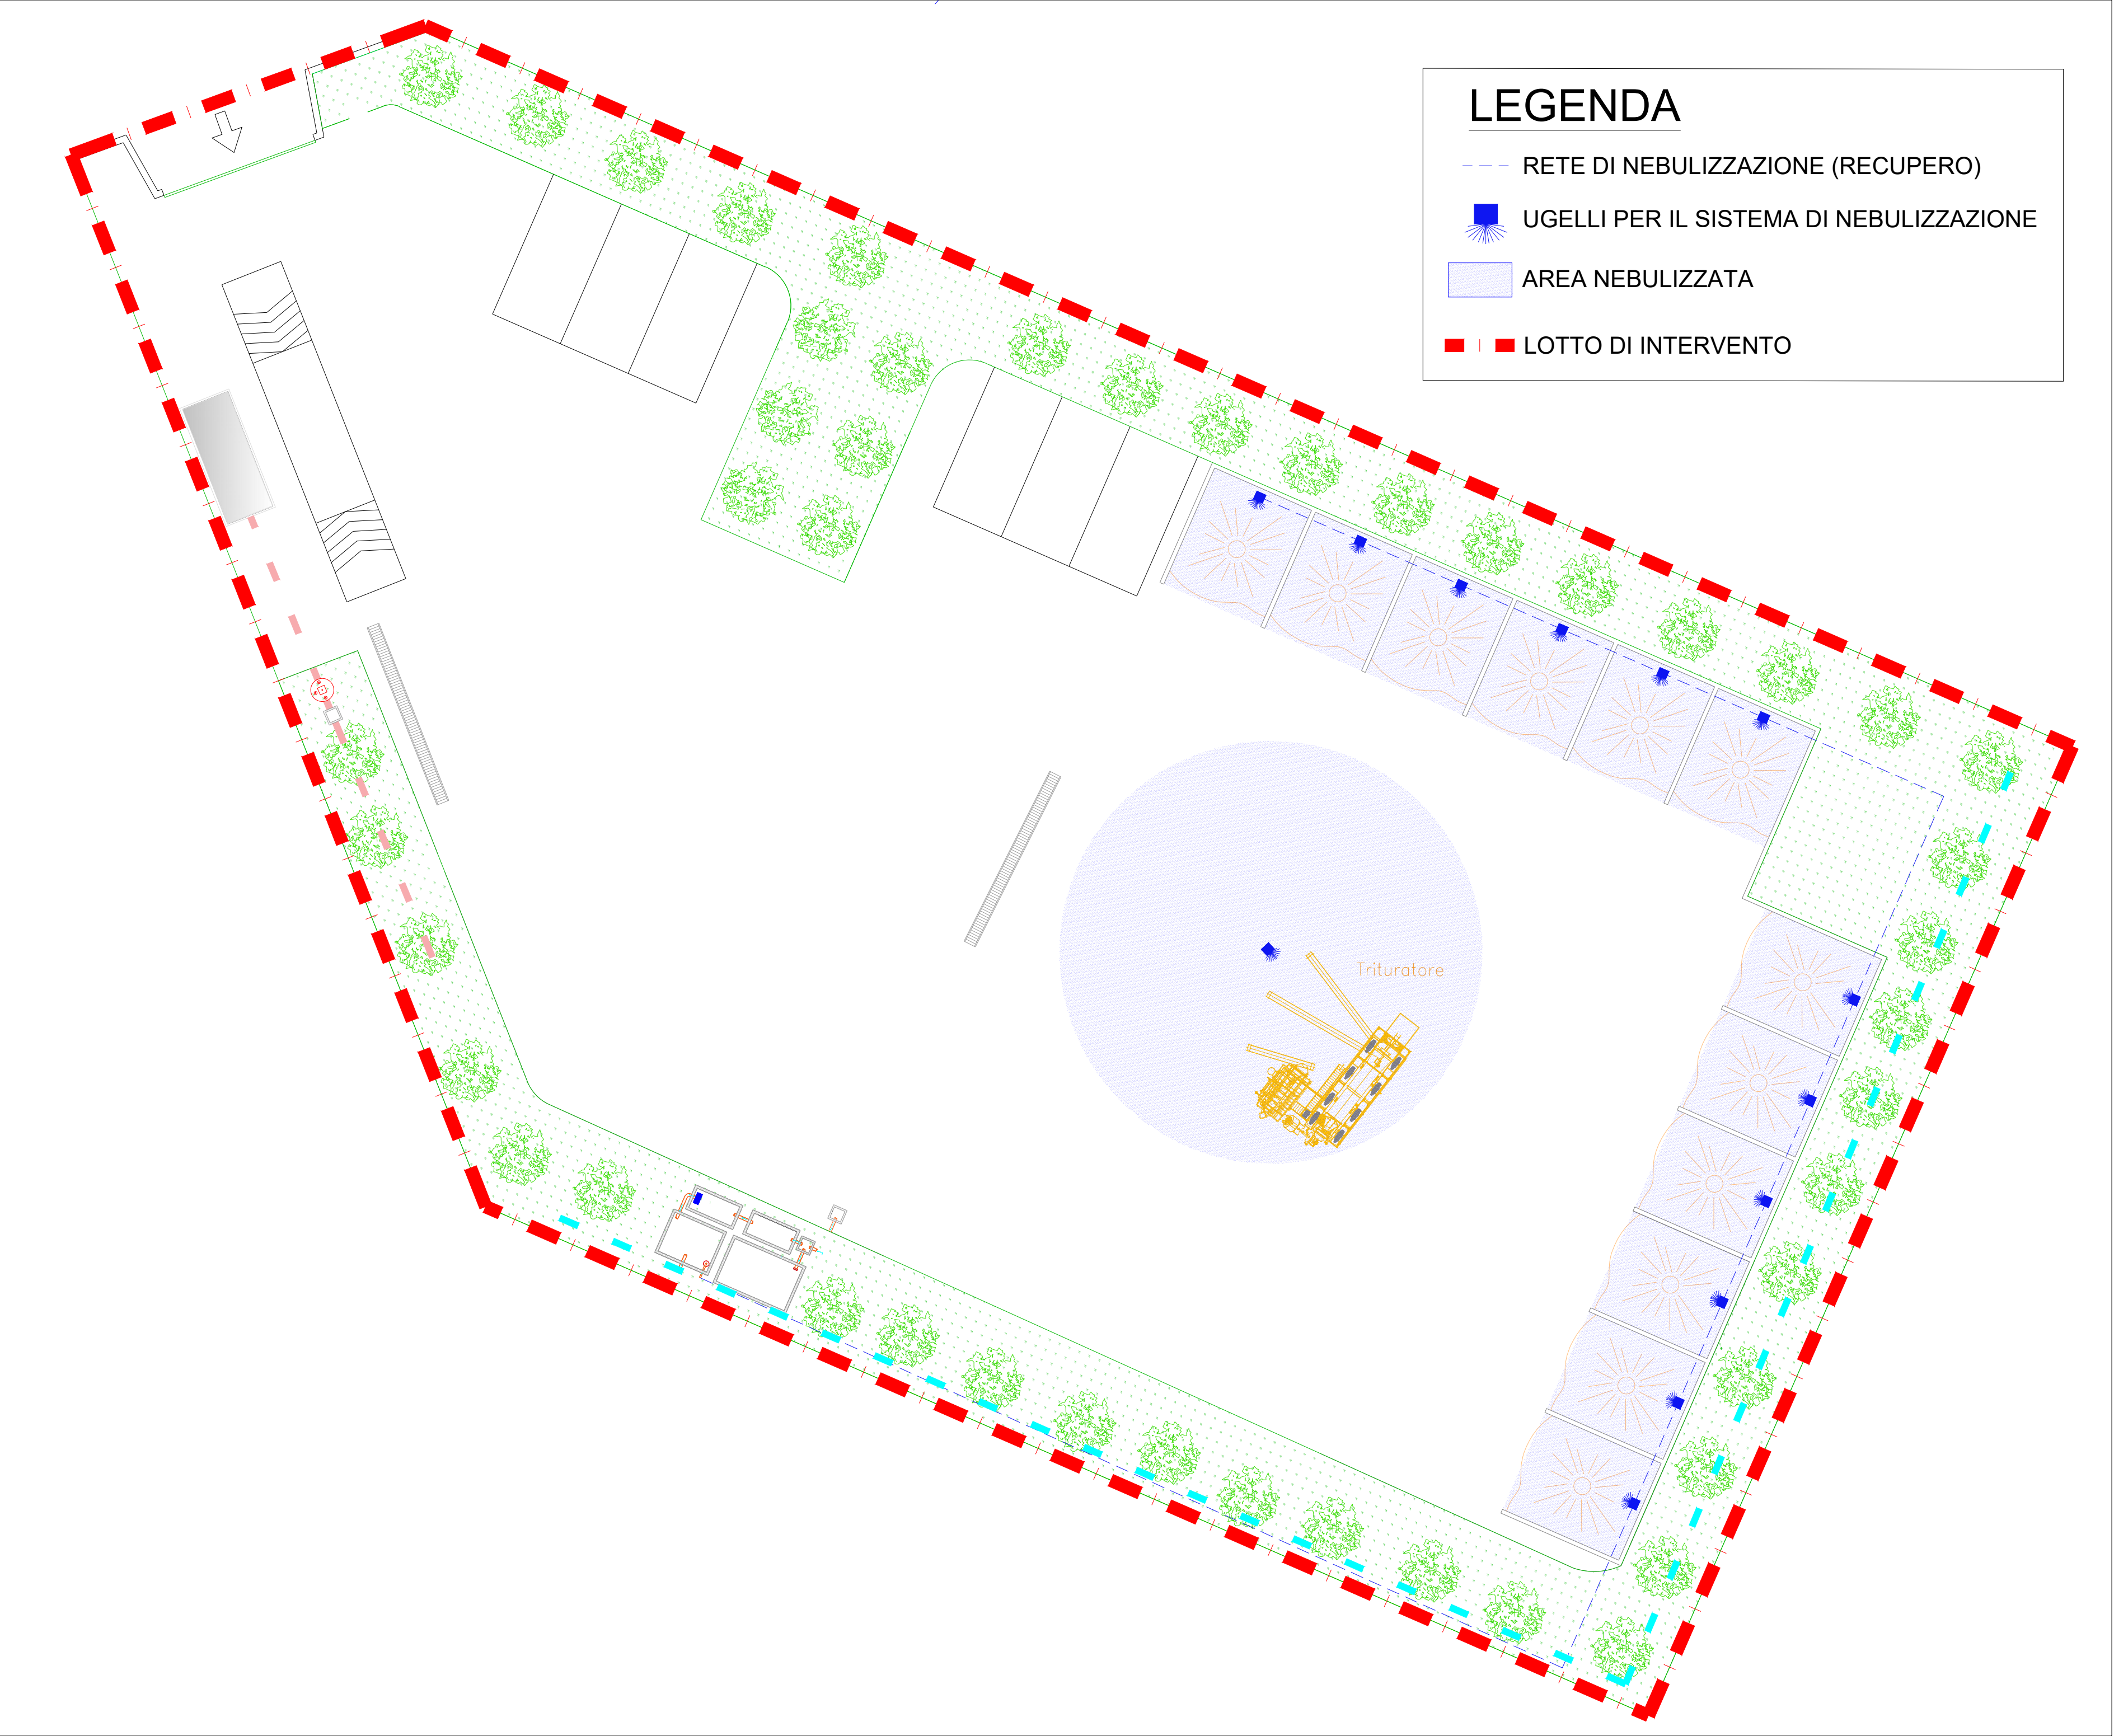 LEGENDA
RETE DI NEBULIZZAZIONE (RECUPERO)
UGELLI PER IL SISTEMA DI NEBULIZZAZIONE
AREA NEBULIZZATA
LOTTO DI INTERVENTO
Trituratore